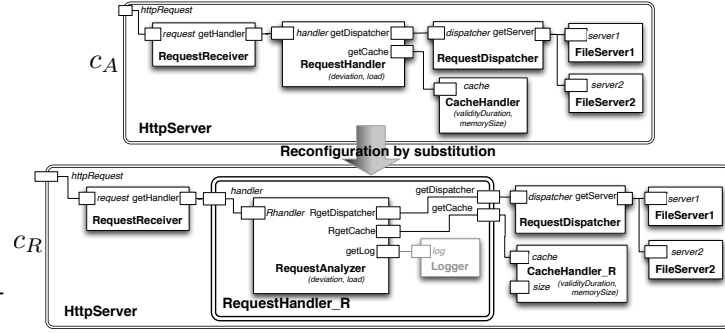 httpRequest
request getHandler
RequestReceiver
handler getDispatcher
getCache
RequestHandler
(deviation, load)
dispatcher getServer
RequestDispatcher
server1
FileServer1
server2
FileServer2
cache
CacheHandler
(validityDuration,
memorySize)
c_A
HttpServer
Reconfiguration by substitution
httpRequest
request getHandler
RequestReceiver
handler
Rhandler RgetDispatcher
RgetCache
getLog
RequestAnalyzer
(deviation, load)
log
Logger
getDispatcher
getCache
RequestHandler_R
dispatcher getServer
RequestDispatcher
server1
FileServer1
server2
FileServer2
cache
CacheHandler_R
size (validityDuration,
memorySize)
c_R
HttpServer